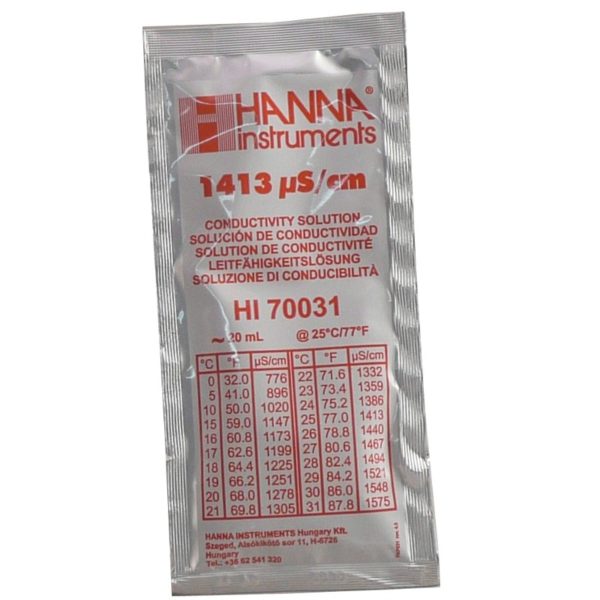 HANNA®
instruments
1413 µS/cm
CONDUCTIVITY SOLUTION
SOLUCIÓN DE CONDUCTIVIDAD
SOLUTION DE CONDUCTIVITÉ
LEITFÄHIGKEITSLÖSUNG
SOLUZIONE DI CONDUCIBILITÀ
HI 70031
~ 20 mL @ 25°C/77°F
°C °F µS/cm °C °F µS/cm
0 32.0 776 22 71.6 1332
5 41.0 896 23 73.4 1359
10 50.0 1020 24 75.2 1386
15 59.0 1147 25 77.0 1413
16 60.8 1173 26 78.8 1440
17 62.6 1199 27 80.6 1467
18 64.4 1225 28 82.4 1494
19 66.2 1251 29 84.2 1521
20 68.0 1278 30 86.0 1548
21 69.8 1305 31 87.8 1575
HANNA INSTRUMENTS Hungary Kft.
Szeged, Alsókikötő sor 11, H-6726
Hungary
Tel.: +36 62 541 320